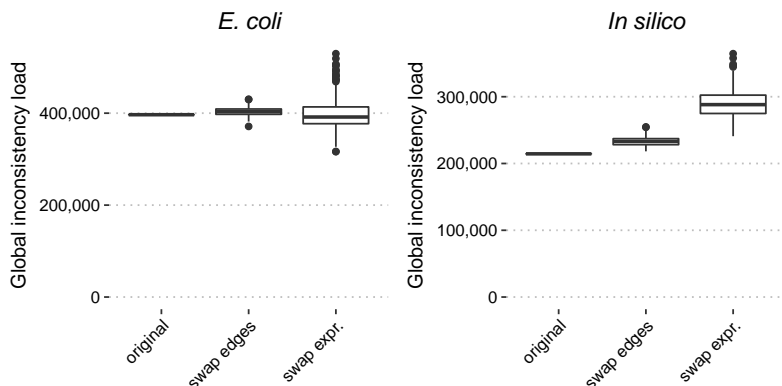 E. coli
Global inconsistency load
400,000
200,000
0
original
swap edges
swap expr.
In silico
Global inconsistency load
300,000
200,000
100,000
0
original
swap edges
swap expr.